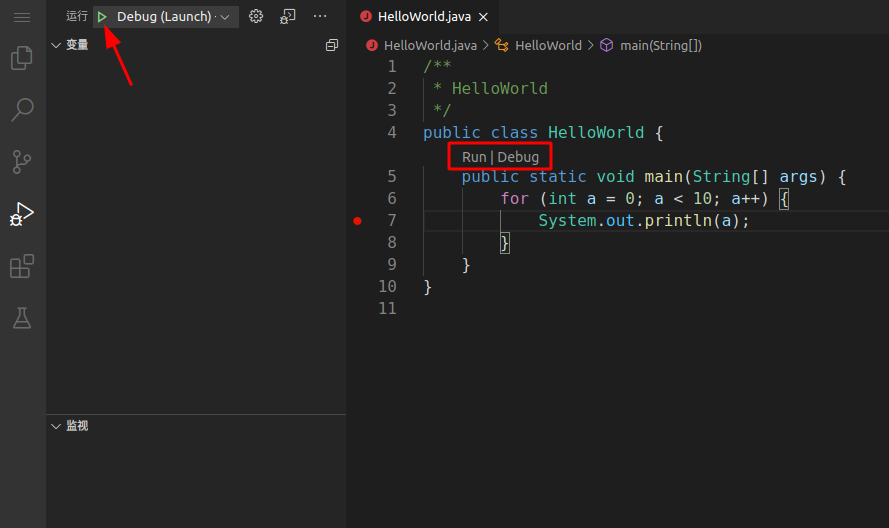 运行 Debug (Launch) -
变量
监视
HelloWorld.java
HelloWorld.java > HelloWorld > main(String[])
1 /**
2 * HelloWorld
3 */
4 public class HelloWorld {
Run | Debug
5 public static void main(String[] args) {
6 for (int a = 0; a < 10; a++) {
7 System.out.println(a);
8 }
9 }
10 }
11